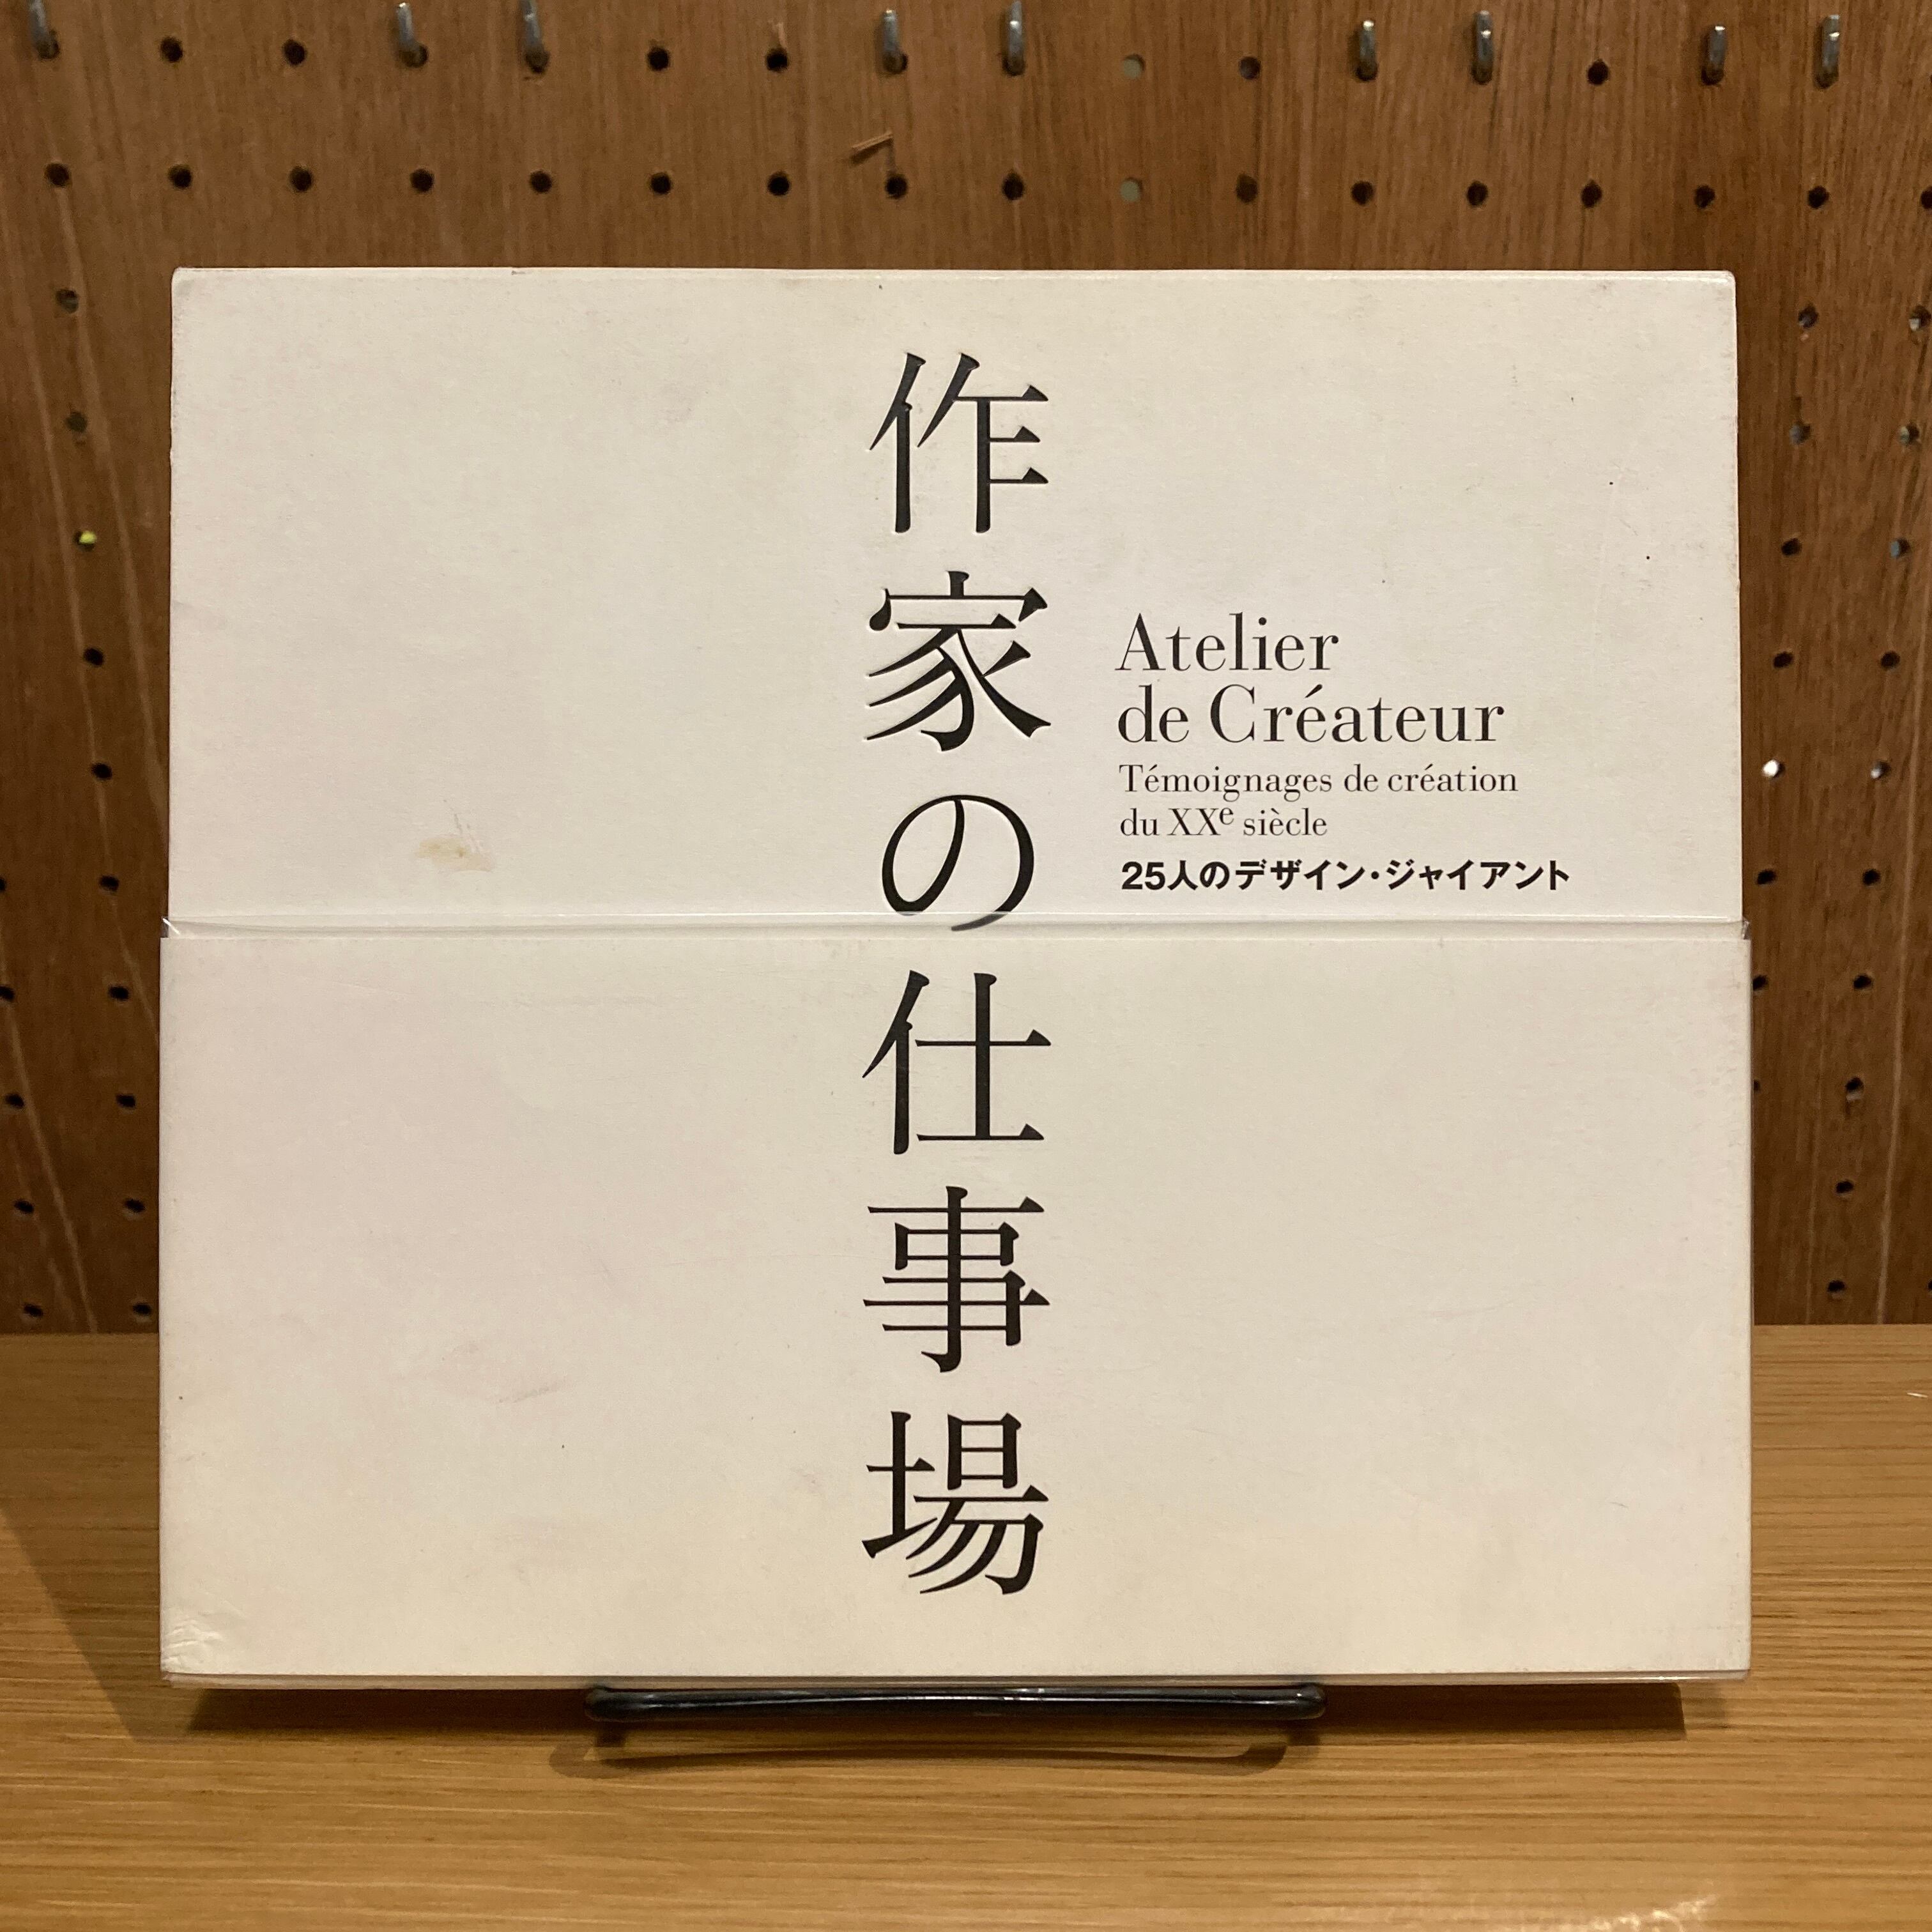 作家の仕事場
Atelier
de Créateur
Témoignages de création
du XXe siècle
25人のデザイン・ジャイアント